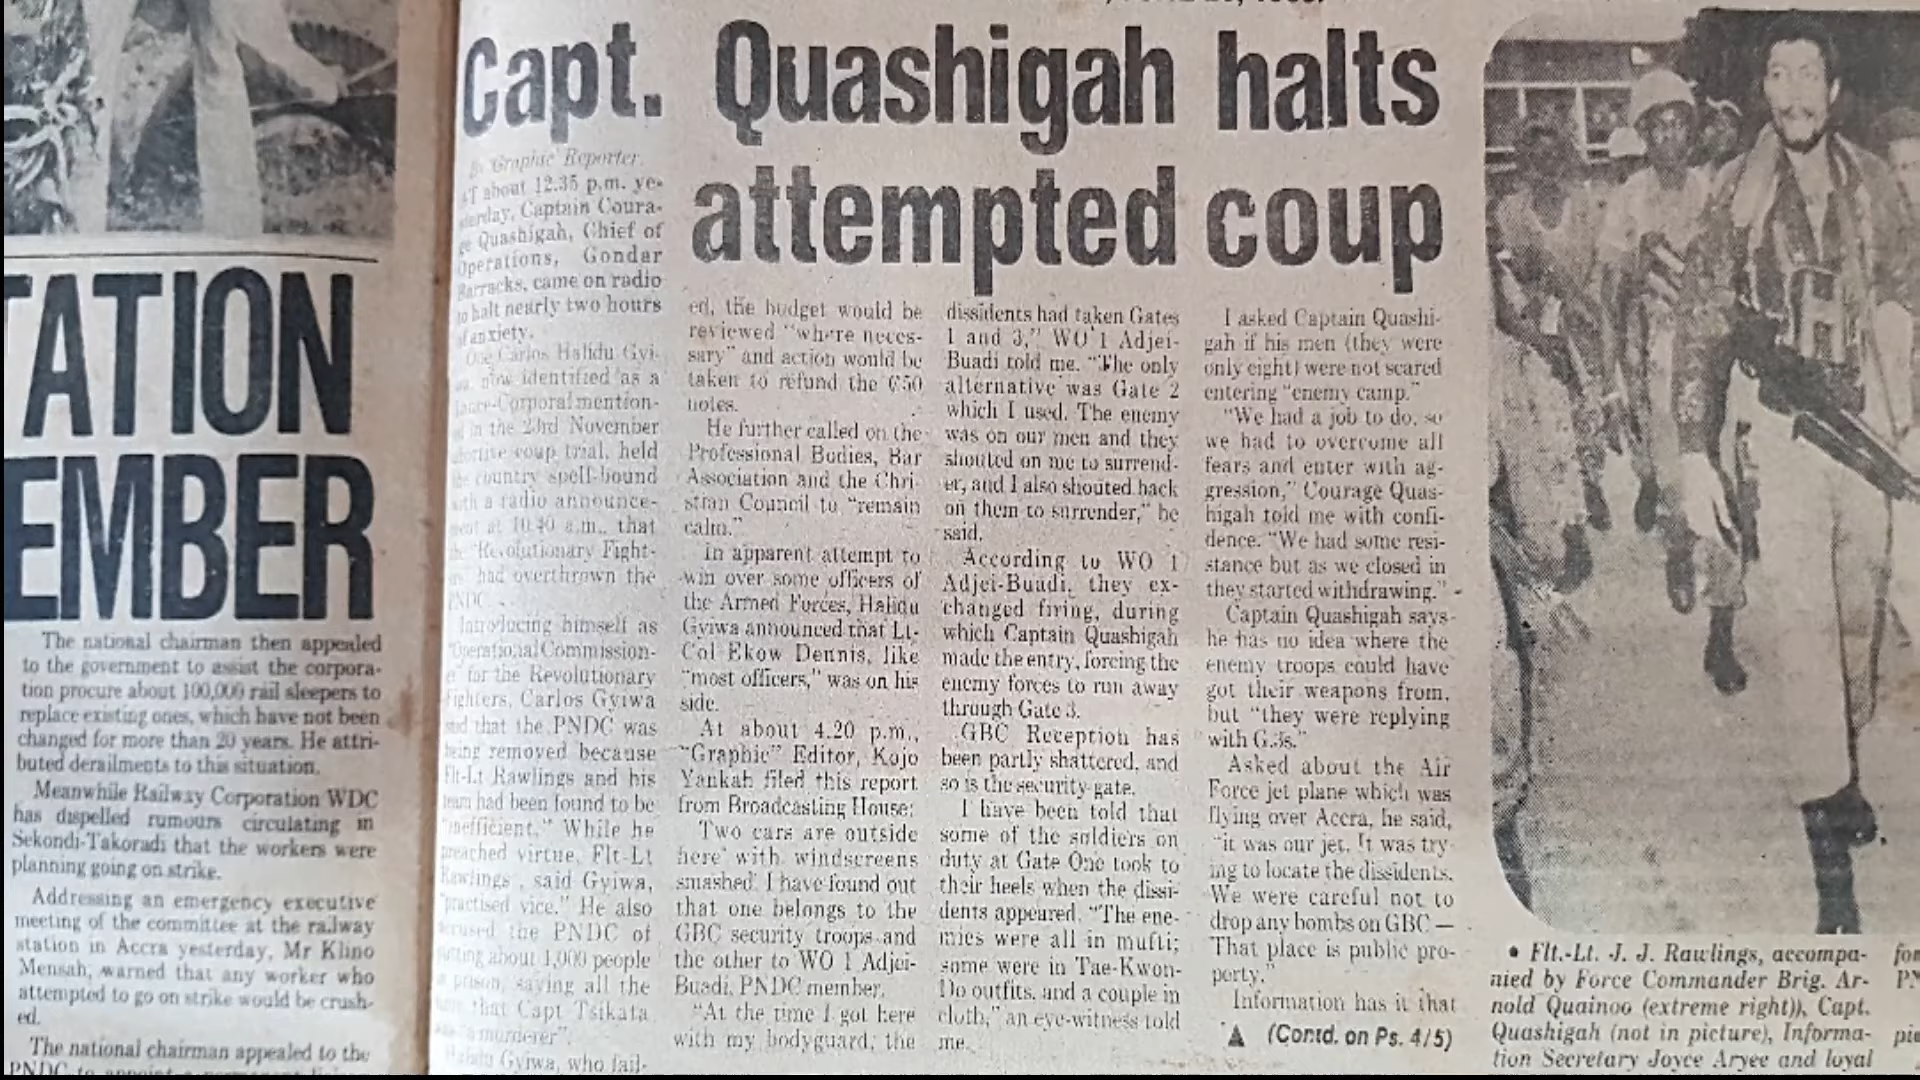 TATION
EMBER
The national chairman then appealed
to the government to assist the corpora-
tion procure about 100,000 rail sleepers to
replace existing ones, which have not been
changed for more than 20 years. He attri-
buted derailments to this situation.
Meanwhile Railway Corporation WDC
has dispelled rumours circulating in
Sekondi-Takoradi that the workers were
planning going on strike.
Addressing an emergency executive
meeting of the committee at the railway
station in Accra yesterday, Mr Klino
Mensah, warned that any worker who
attempted to go on strike would be crush-
ed.
The national chairman appealed to the
Capt. Quashigah halts
attempted coup
By 'Graphic' Reporter.
AT about 12.35 p.m. ye-
sterday, Captain Coura-
ge Quashigah, Chief of
Operations, Gondar
Barracks, came on radio
to halt nearly two hours
of anxiety.
One Carlos Halidu Gyi-
wa, now identified as a
Lance-Corporal mention-
ed in the 23rd November
abortive coup trial, held
the country spell-bound
with a radio announce-
ment at 10.40 a.m., that
the "Revolutionary Fight-
ers" had overthrown the
PNDC.
Introducing himself as
"Operational Commission-
er for the Revolutionary
Fighters, Carlos Gyiwa
said that the PNDC was
being removed because
Flt-Lt Rawlings and his
team had been found to be
"inefficient." While he
preached virtue, Flt-Lt
Rawlings, said Gyiwa,
"practised vice." He also
accused the PNDC of
putting about 1,000 people
in prison, saying all the
time that Capt Tsikata
was "a murderer".
Halidu Gyiwa, who fail-
ed, the budget would be
reviewed "where neces-
sary" and action would be
taken to refund the ₵50
notes.
He further called on the
Professional Bodies, Bar
Association and the Chri-
stian Council to "remain
calm."
In apparent attempt to
win over some officers of
the Armed Forces, Halidu
Gyiwa announced that Lt-
Col Ekow Dennis, like
"most officers," was on his
side.
At about 4.20 p.m.,
"Graphic" Editor, Kojo
Yankah filed this report
from Broadcasting House:
Two cars are outside
here with windscreens
smashed. I have found out
that one belongs to the
GBC security troops and
the other to WO 1 Adjei-
Buadi, PNDC member.
"At the time I got here
with my bodyguard, the
dissidents had taken Gates
1 and 3," WO 1 Adjei-
Buadi told me. "The only
alternative was Gate 2
which I used. The enemy
was on our men and they
shouted on me to surrend-
er, and I also shouted back
on them to surrender," he
said.
According to WO 1
Adjei-Buadi, they ex-
changed firing, during
which Captain Quashigah
made the entry, forcing the
enemy forces to run away
through Gate 3.
GBC Reception has
been partly shattered, and
so is the security gate.
I have been told that
some of the soldiers on
duty at Gate One took to
their heels when the dissi-
dents appeared. "The ene-
mies were all in mufti;
some were in Tae-Kwon-
Do outfits, and a couple in
cloth," an eye-witness told
me.
I asked Captain Quashi-
gah if his men (they were
only eight) were not scared
entering "enemy camp."
"We had a job to do, so
we had to overcome all
fears and enter with ag-
gression," Courage Quas-
higah told me with confi-
dence. "We had some resi-
stance but as we closed in
they started withdrawing."
Captain Quashigah says
he has no idea where the
enemy troops could have
got their weapons from,
but "they were replying
with G.3s."
Asked about the Air
Force jet plane which was
flying over Accra, he said,
"it was our jet. It was try-
ing to locate the dissidents.
We were careful not to
drop any bombs on GBC —
That place is public pro-
perty."
Information has it that
▲ (Contd. on Ps. 4/5)
• Flt.-Lt. J. J. Rawlings, accompa-
nied by Force Commander Brig. Ar-
nold Quainoo (extreme right)), Capt.
Quashigah (not in picture), Informa-
tion Secretary Joyce Aryee and loyal